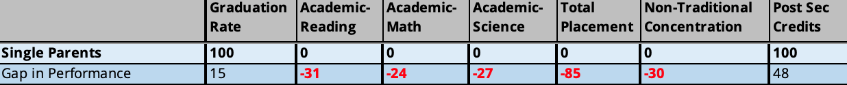 Graduation Rate Academic-Reading Academic-Math Academic-Science Total Placement Non-Traditional Concentration Post Sec Credits
Single Parents 100 0 0 0 0 0 100
Gap in Performance 15 -31 -24 -27 -85 -30 48